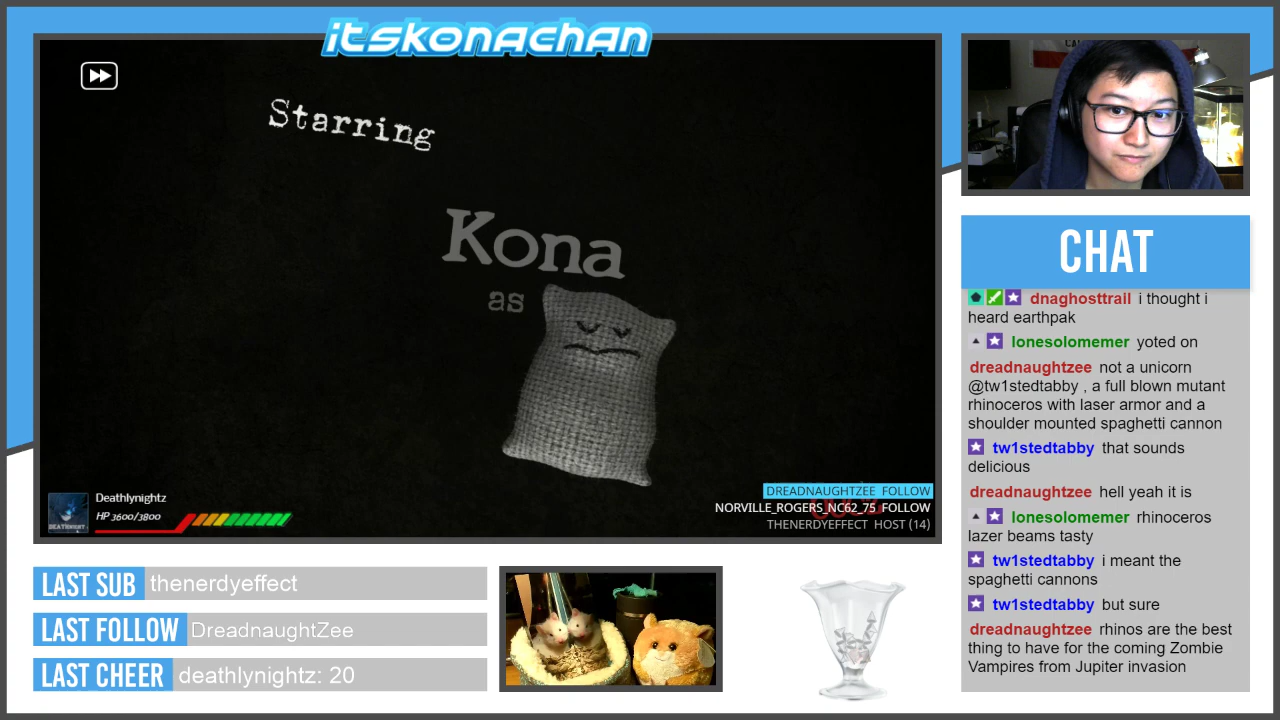 itskonachan
Starring
Kona
as
Deathlynightz
HP 3600/3800
DREADNAUGHTZEE FOLLOW
NORVILLE_ROGERS_NC62_75 FOLLOW
THENERDYEFFECT HOST (14)
LAST SUB thenerdyeffect
LAST FOLLOW DreadnaughtZee
LAST CHEER deathlynightz: 20
CHAT
dnaghosttrail i thought i
heard earthpak
lonesolomemer yoted on
dreadnaughtzee not a unicorn
@tw1stedtabby , a full blown mutant
rhinoceros with laser armor and a
shoulder mounted spaghetti cannon
tw1stedtabby that sounds
delicious
dreadnaughtzee hell yeah it is
lonesolomemer rhinoceros
lazer beams tasty
tw1stedtabby i meant the
spaghetti cannons
tw1stedtabby but sure
dreadnaughtzee rhinos are the best
thing to have for the coming Zombie
Vampires from Jupiter invasion